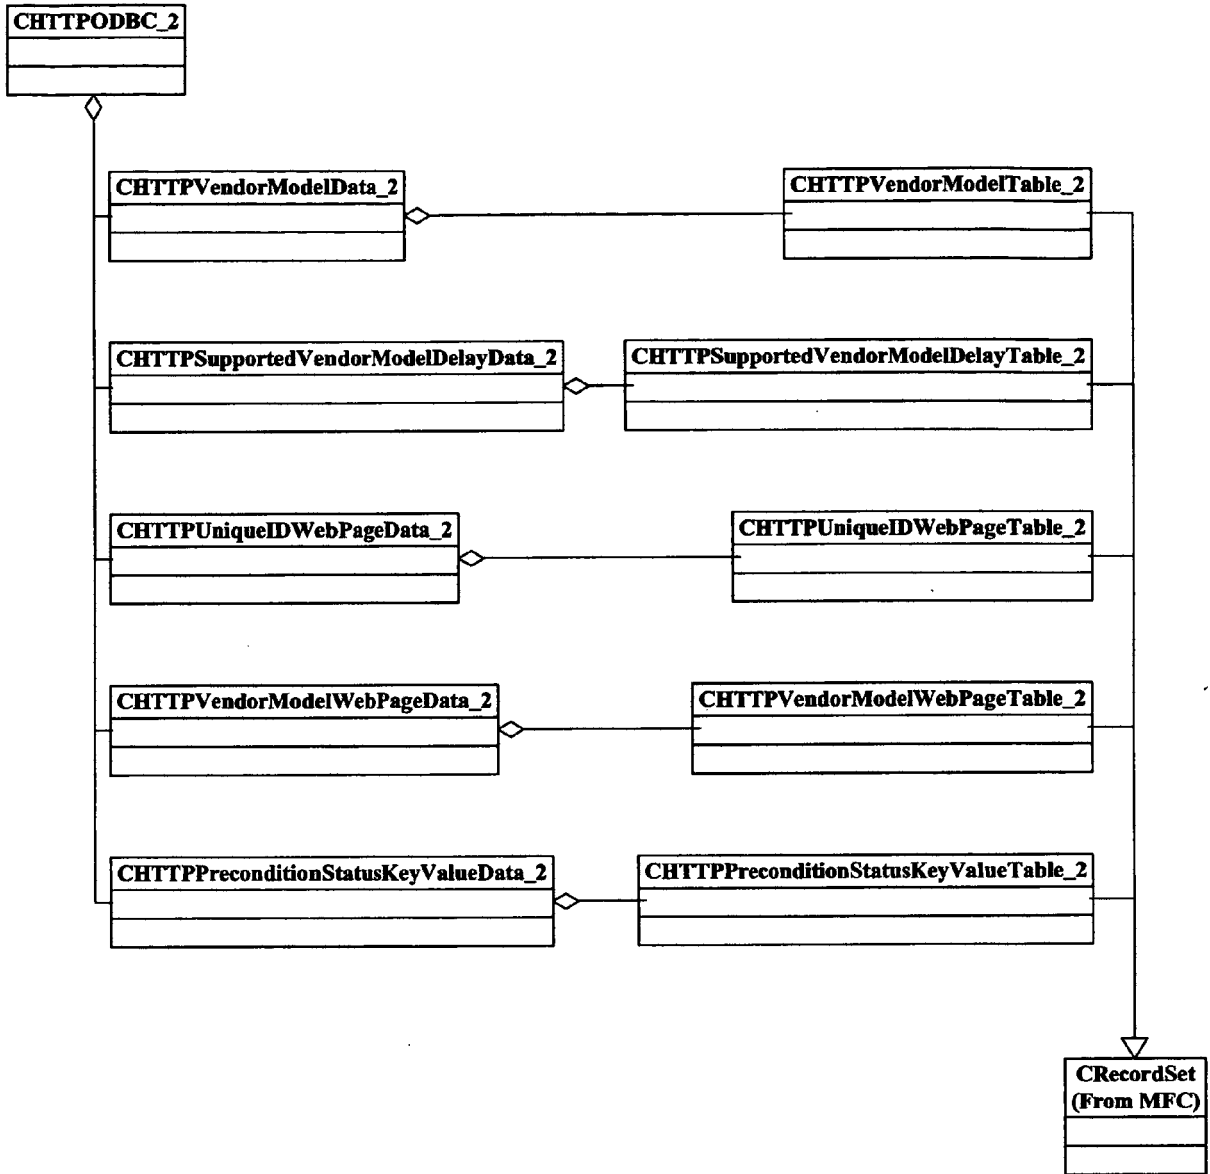 CHTTPODBC_2
CHTTPVendorModelData_2
CHTTPVendorModelTable_2
CHTTPSupportedVendorModelDelayData_2
CHTTPSupportedVendorModelDelayTable_2
CHTTPUniqueIDWebPageData_2
CHTTPUniqueIDWebPageTable_2
CHTTPVendorModelWebPageData_2
CHTTPVendorModelWebPageTable_2
CHTTPPreconditionStatusKeyValueData_2
CHTTPPreconditionStatusKeyValueTable_2
CRecordSet
(From MFC)